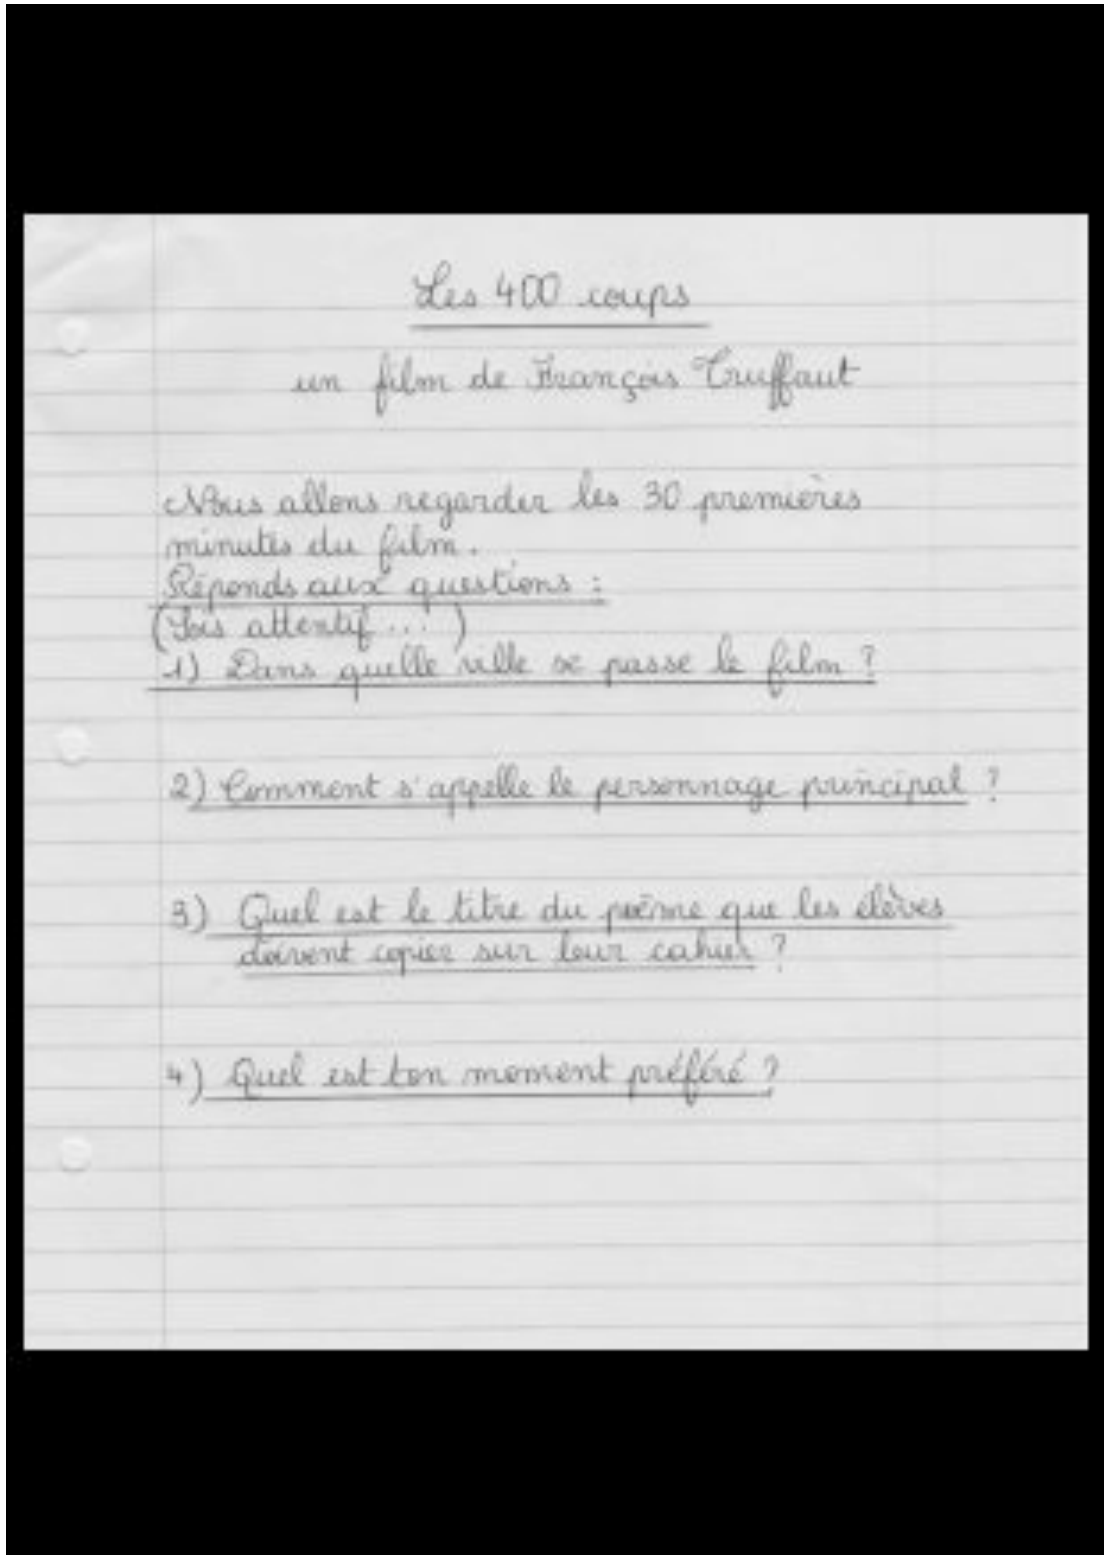 Les 400 coups
un film de François Truffaut
Nous allons regarder les 30 premières
minutes du film.
Réponds aux questions :
(Sois attentif... )
1) Dans quelle ville se passe le film ?
2) Comment s'appelle le personnage principal ?
3) Quel est le titre du poème que les élèves
doivent copier sur leur cahier ?
4) Quel est ton moment préféré ?